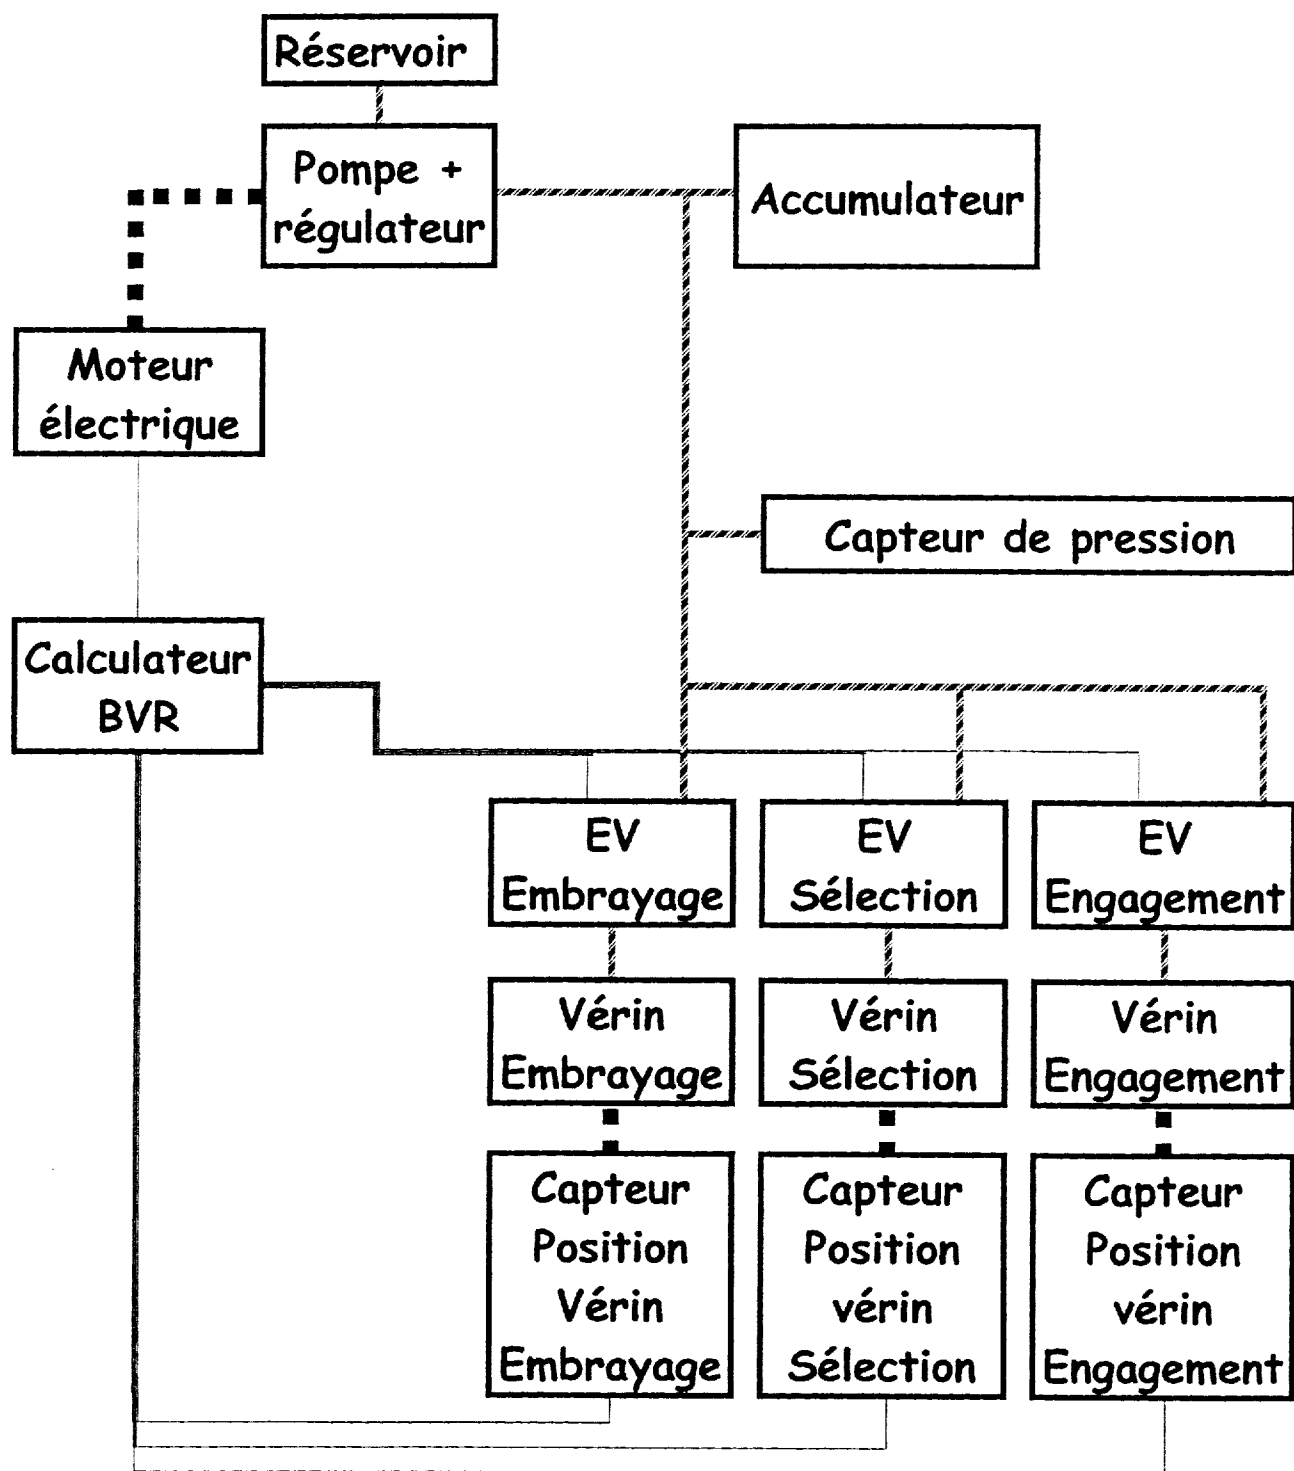 Réservoir
Pompe +
régulateur
Accumulateur
Moteur
électrique
Capteur de pression
Calculateur
BVR
EV
Embrayage
EV
Sélection
EV
Engagement
Vérin
Embrayage
Vérin
Sélection
Vérin
Engagement
Capteur
Position
Vérin
Embrayage
Capteur
Position
vérin
Sélection
Capteur
Position
vérin
Engagement